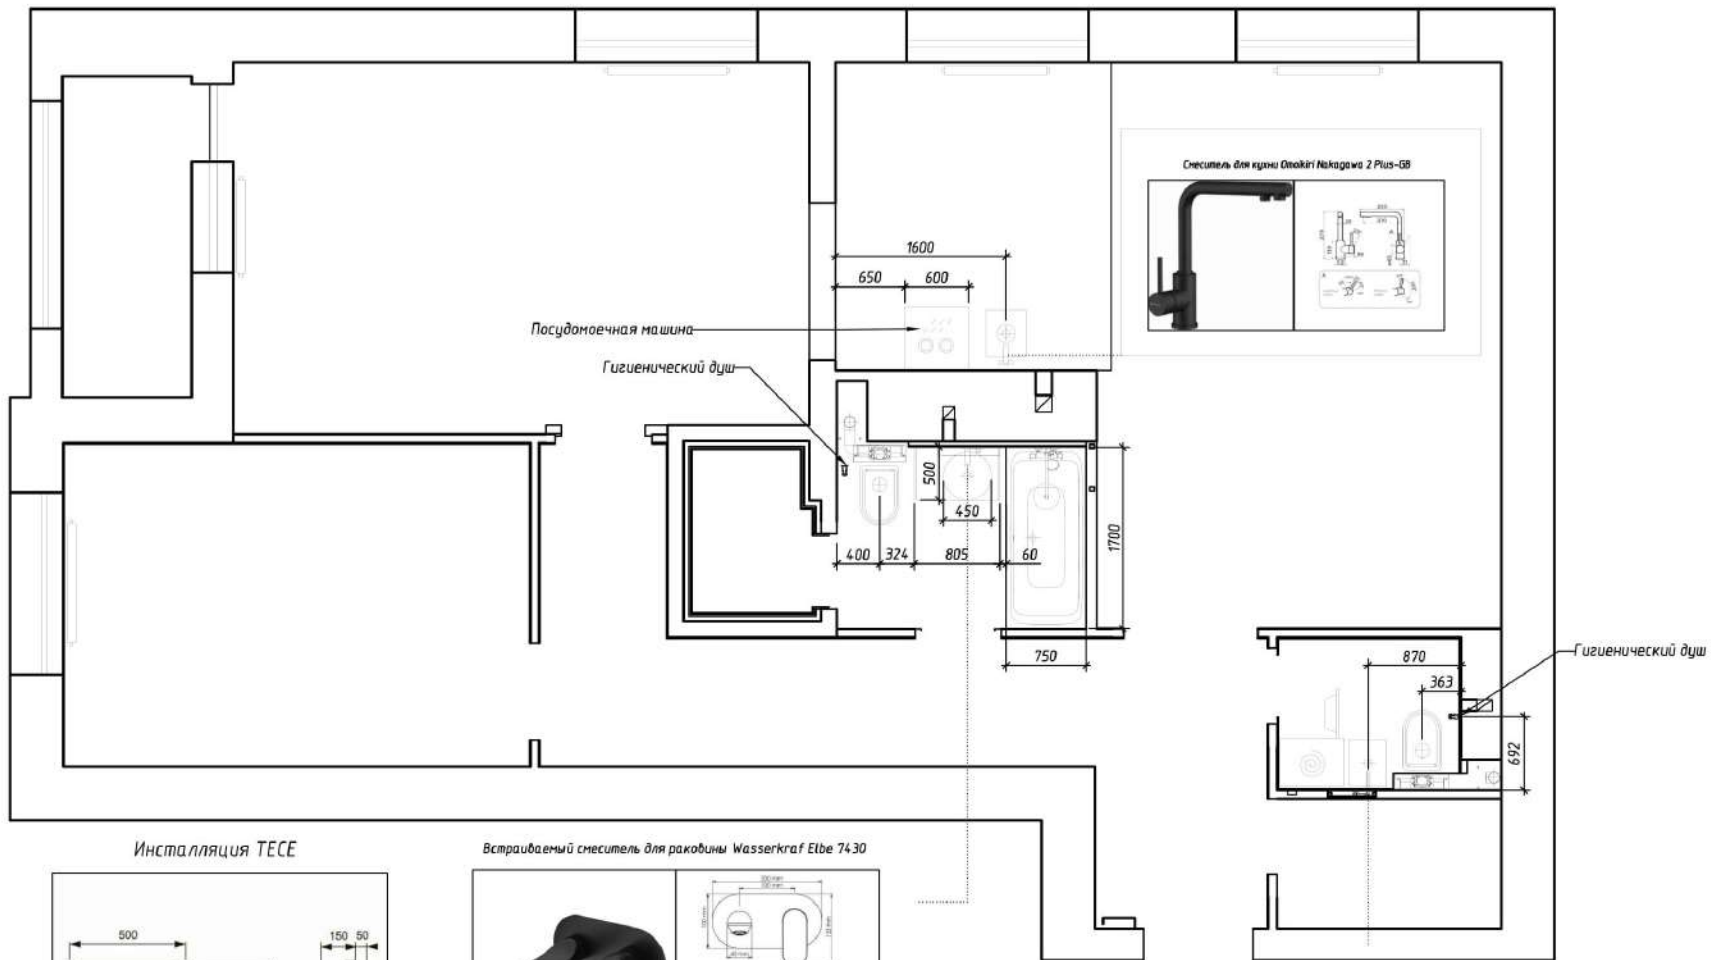 Смеситель для кухни Omoikiri Nakagawa 2 Plus-GB
1600
650
600
Посудомоечная машина
Гигиенический душ
500
450
400
324
805
60
1700
750
870
Гигиенический душ
363
692
Инсталляция TECE
Встраиваемый смеситель для раковины Wasserkraf Elbe 7430
500
150
50